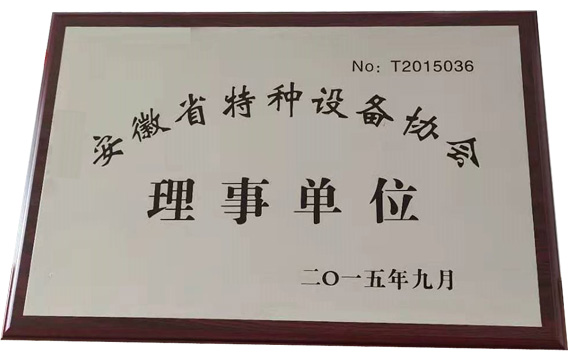 No: T2015036
安徽省特种设备协会
理事单位
二〇一五年九月